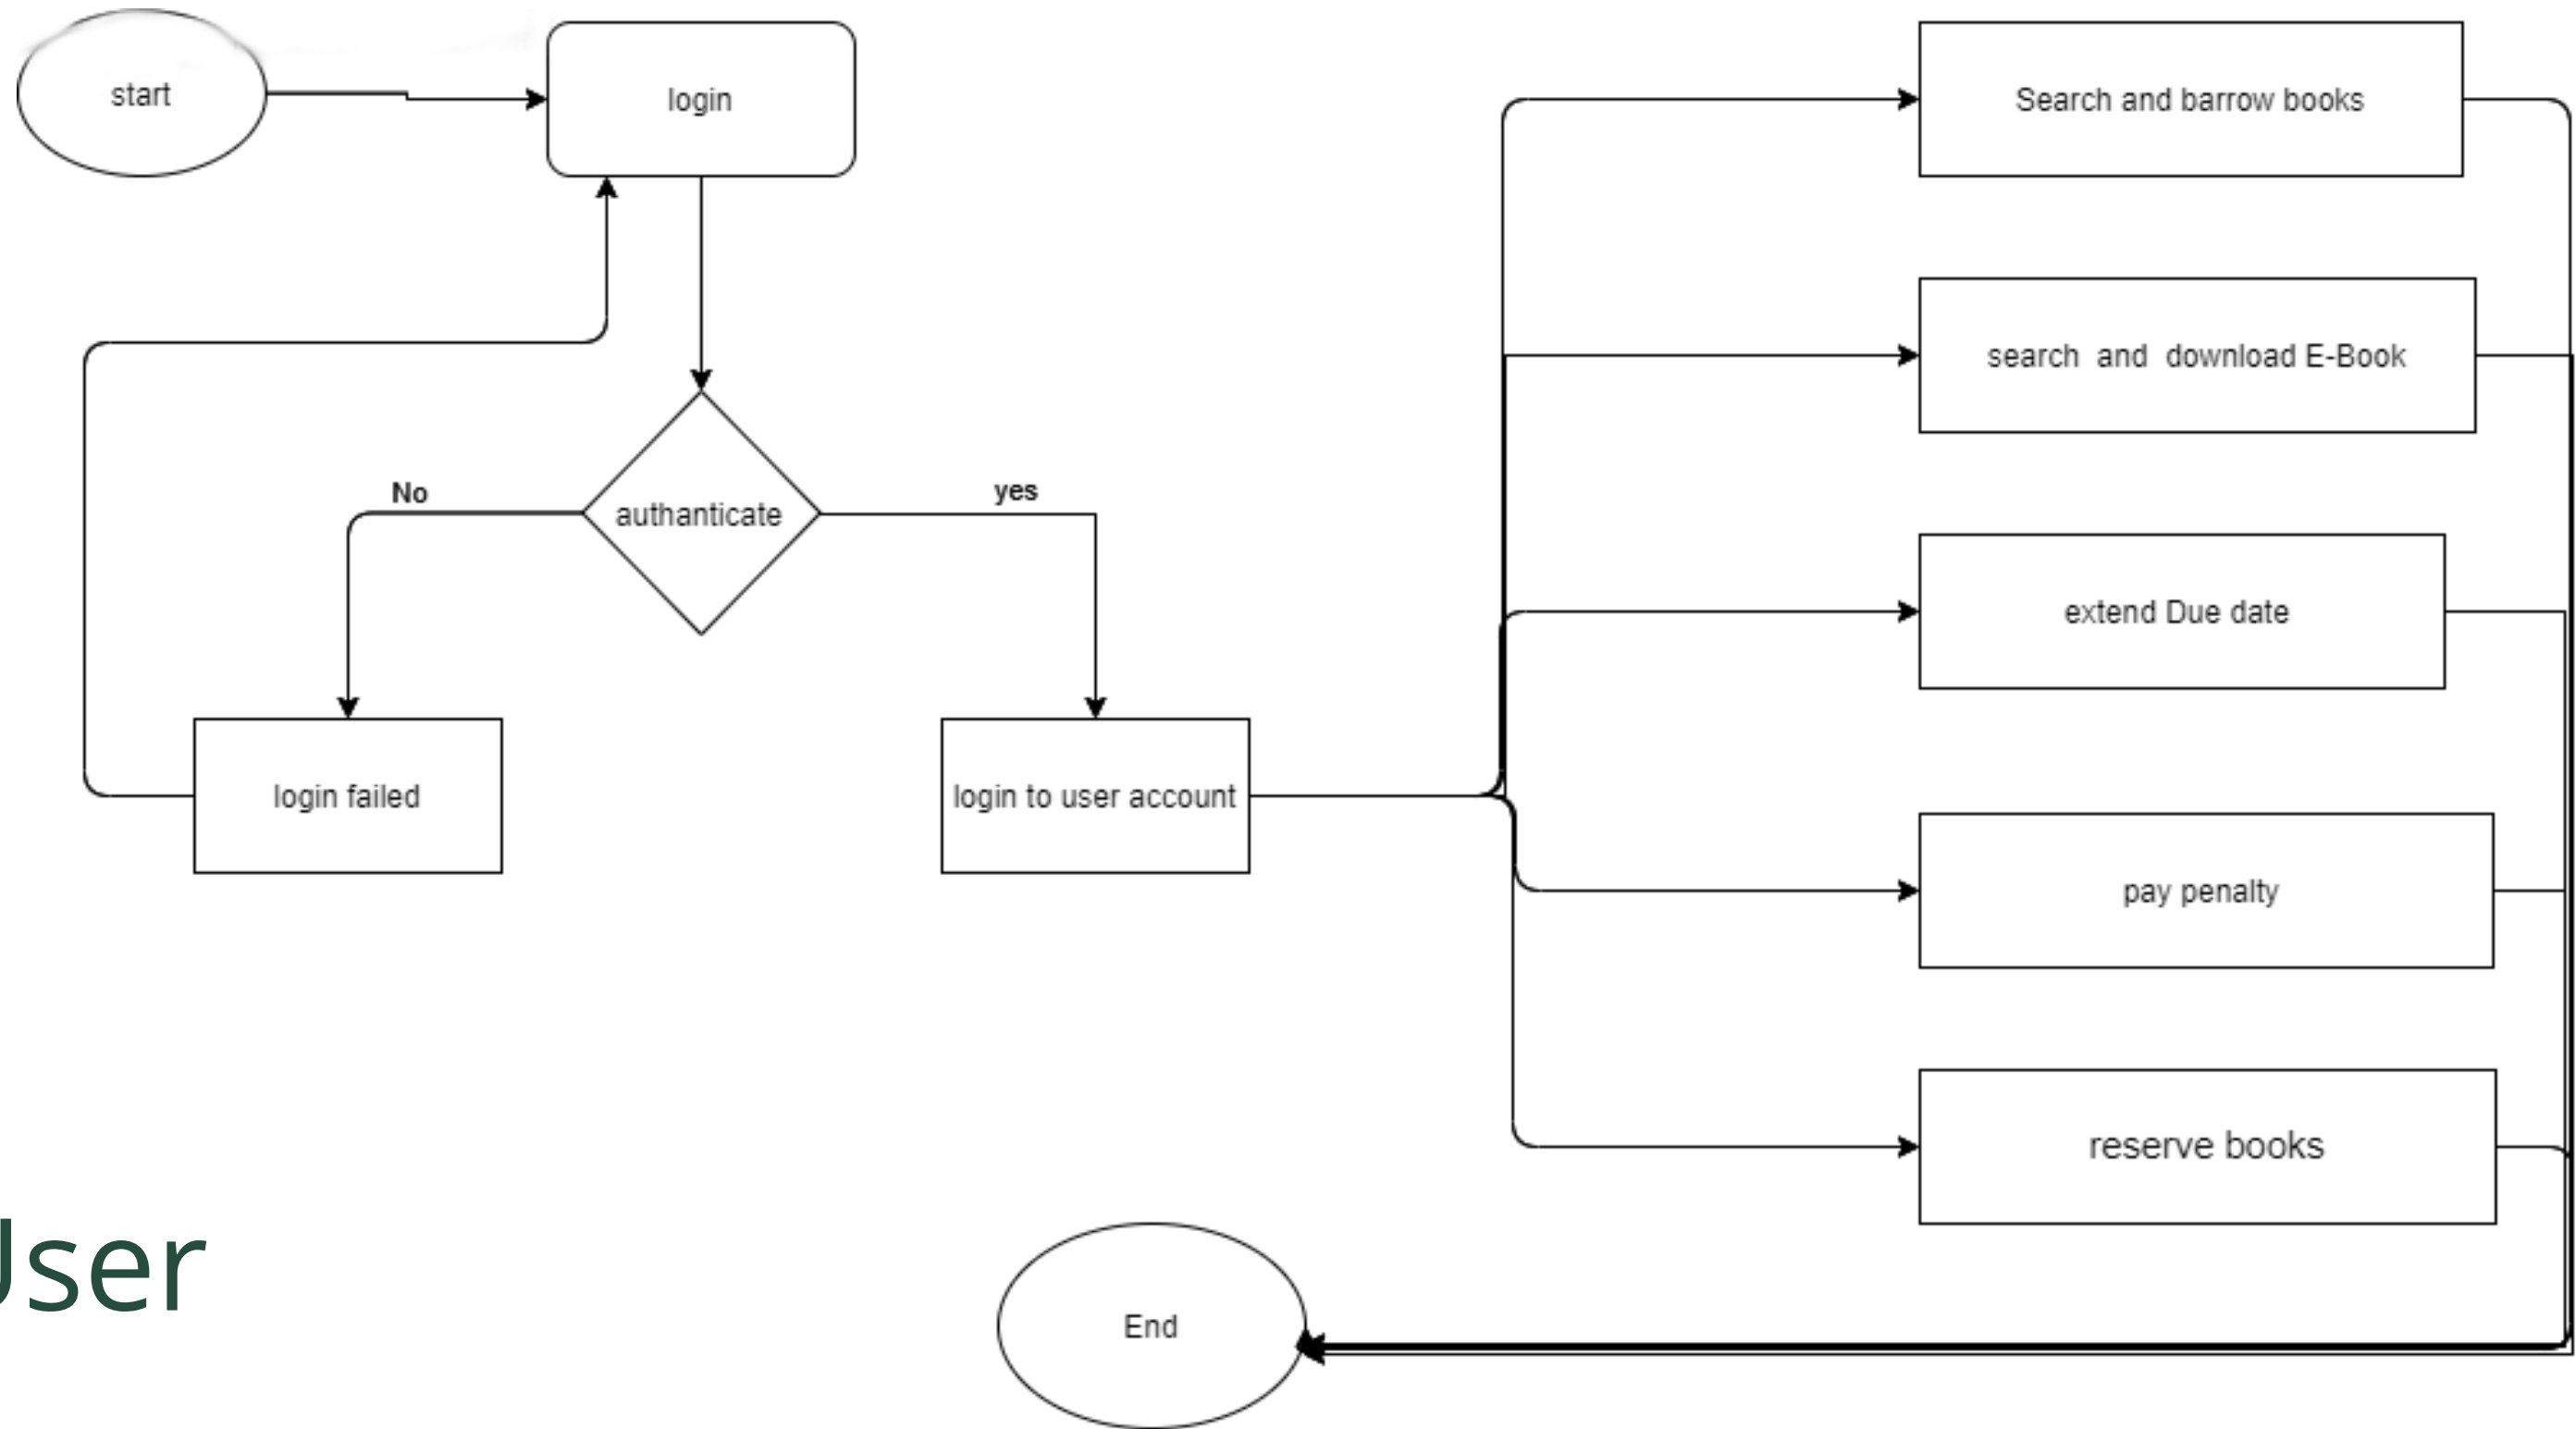 start
login
Search and barrow books
search and download E-Book
No
yes
authanticate
extend Due date
login failed
login to user account
pay penalty
reserve books
User
End